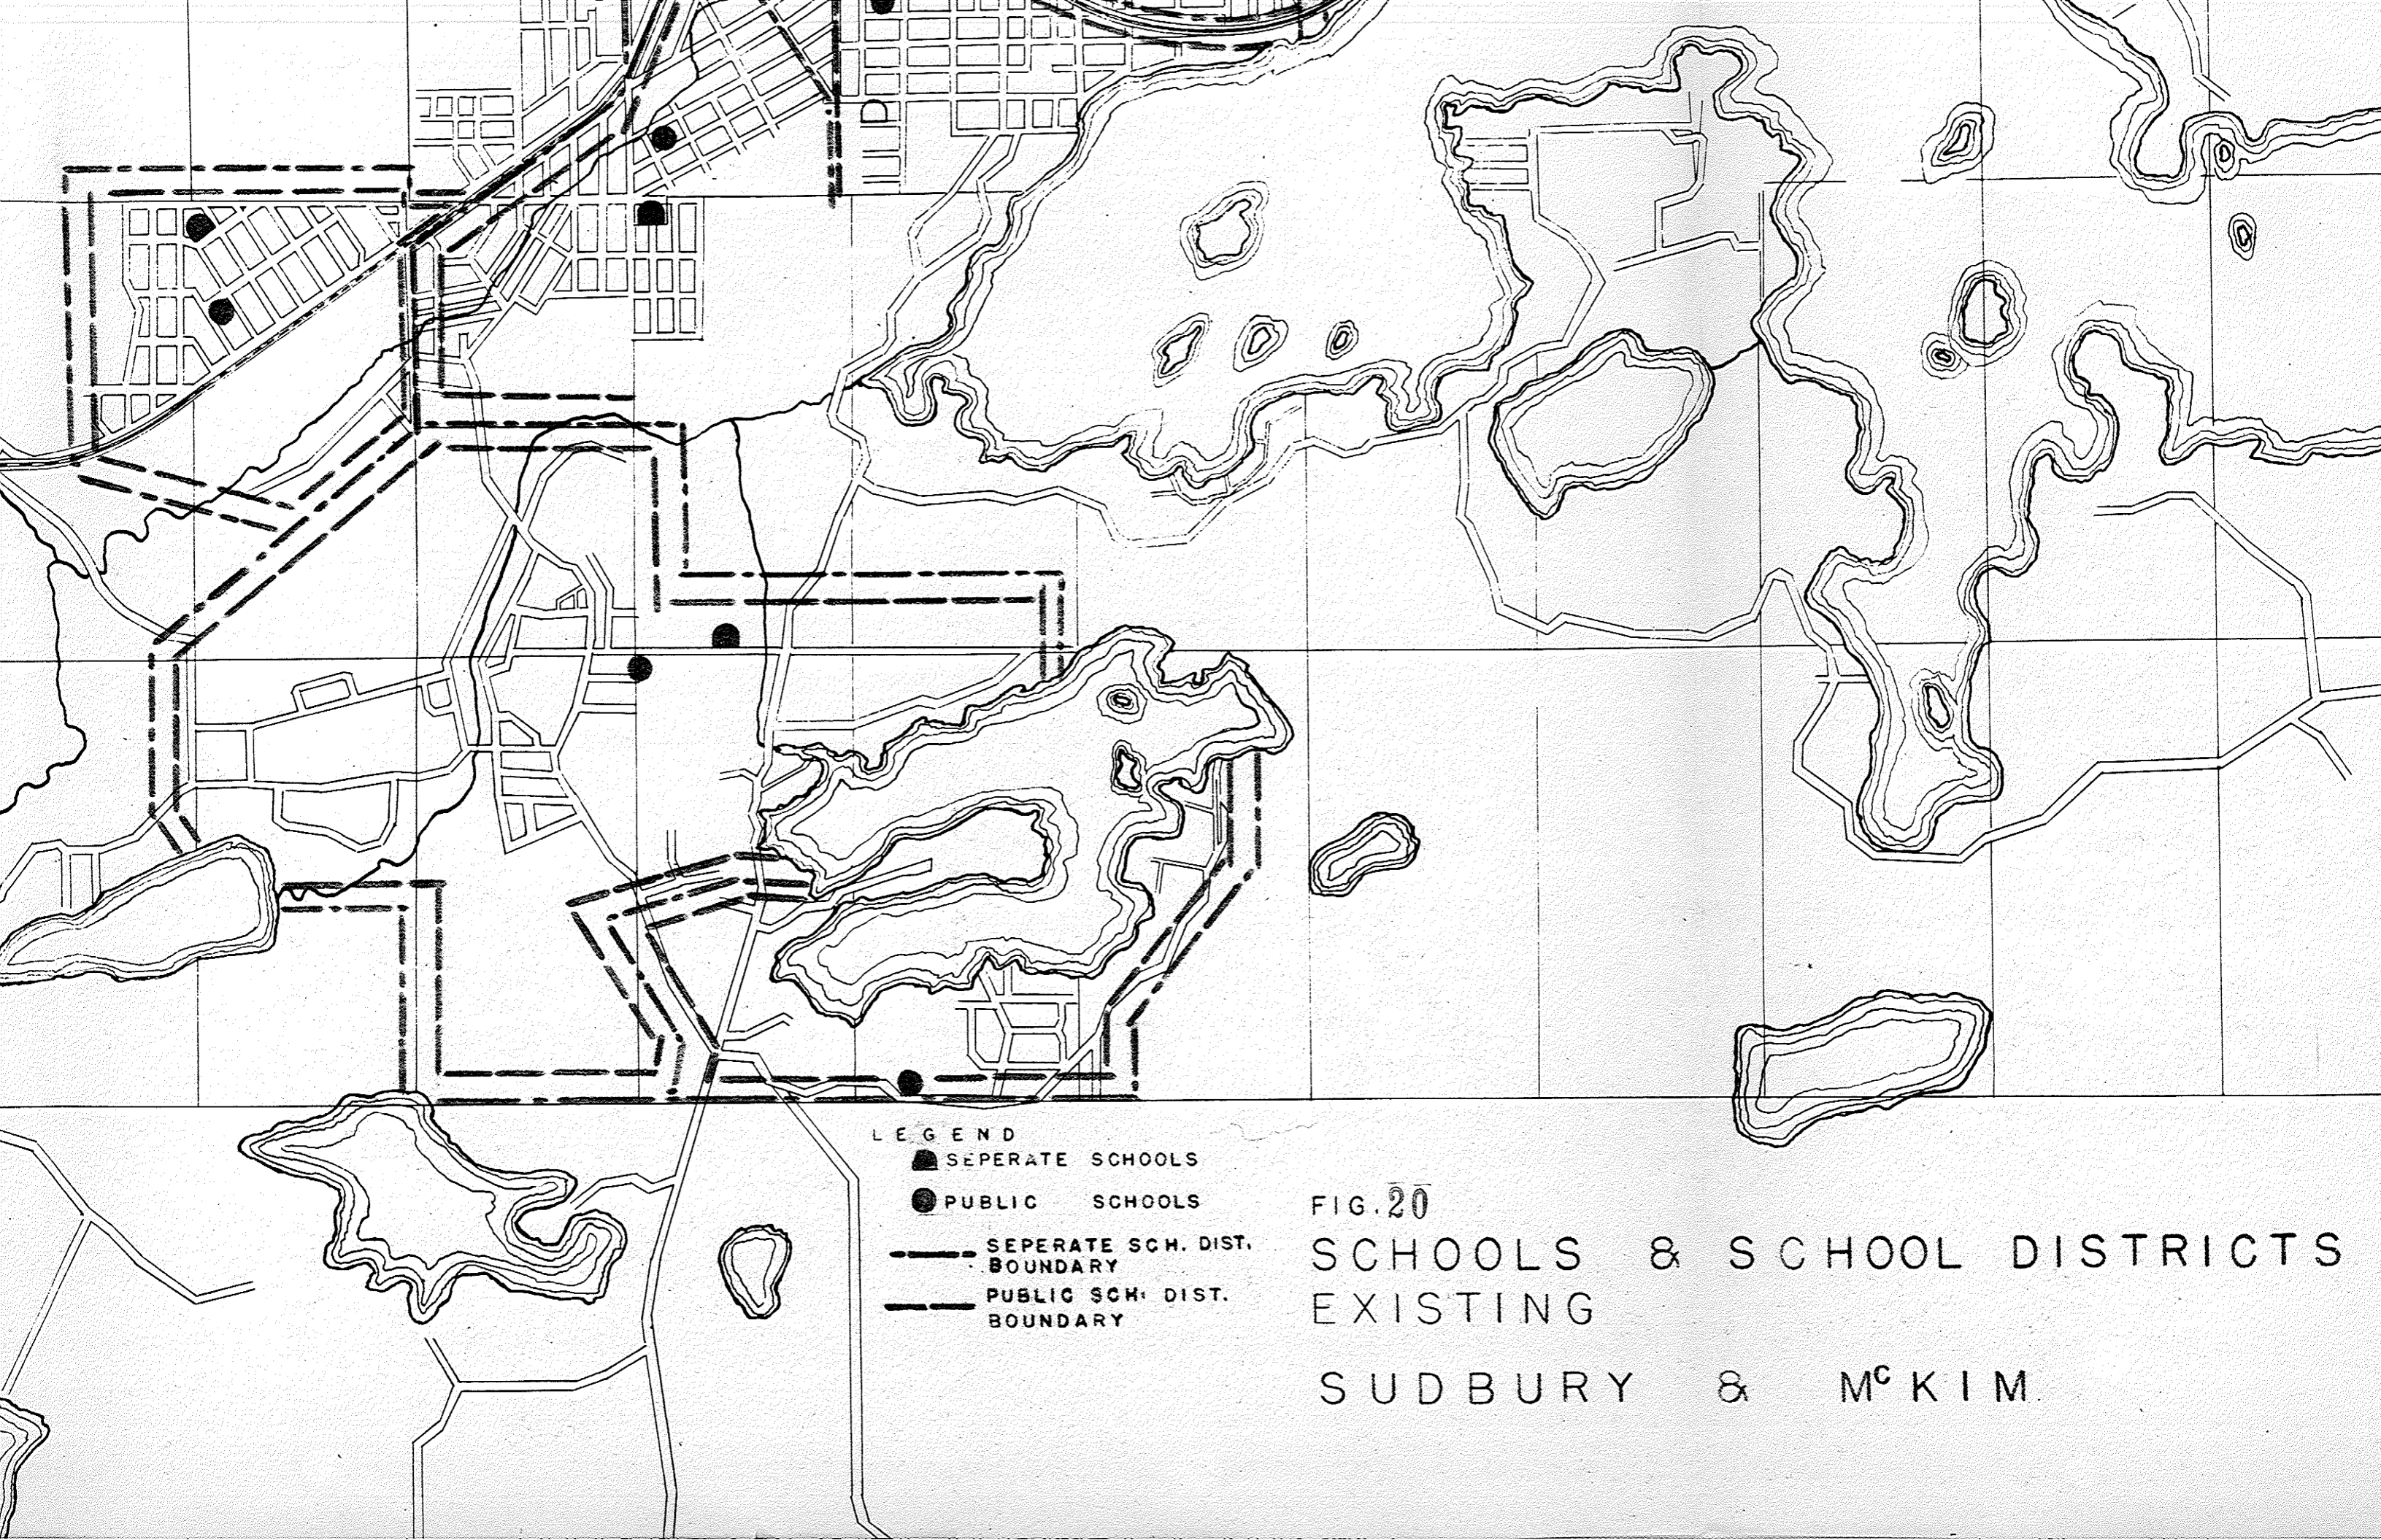 LEGEND
SEPERATE SCHOOLS
PUBLIC SCHOOLS
SEPERATE SCH. DIST.
BOUNDARY
PUBLIC SCH. DIST.
BOUNDARY
FIG. 20
SCHOOLS & SCHOOL DISTRICTS
EXISTING
SUDBURY & McKIM.